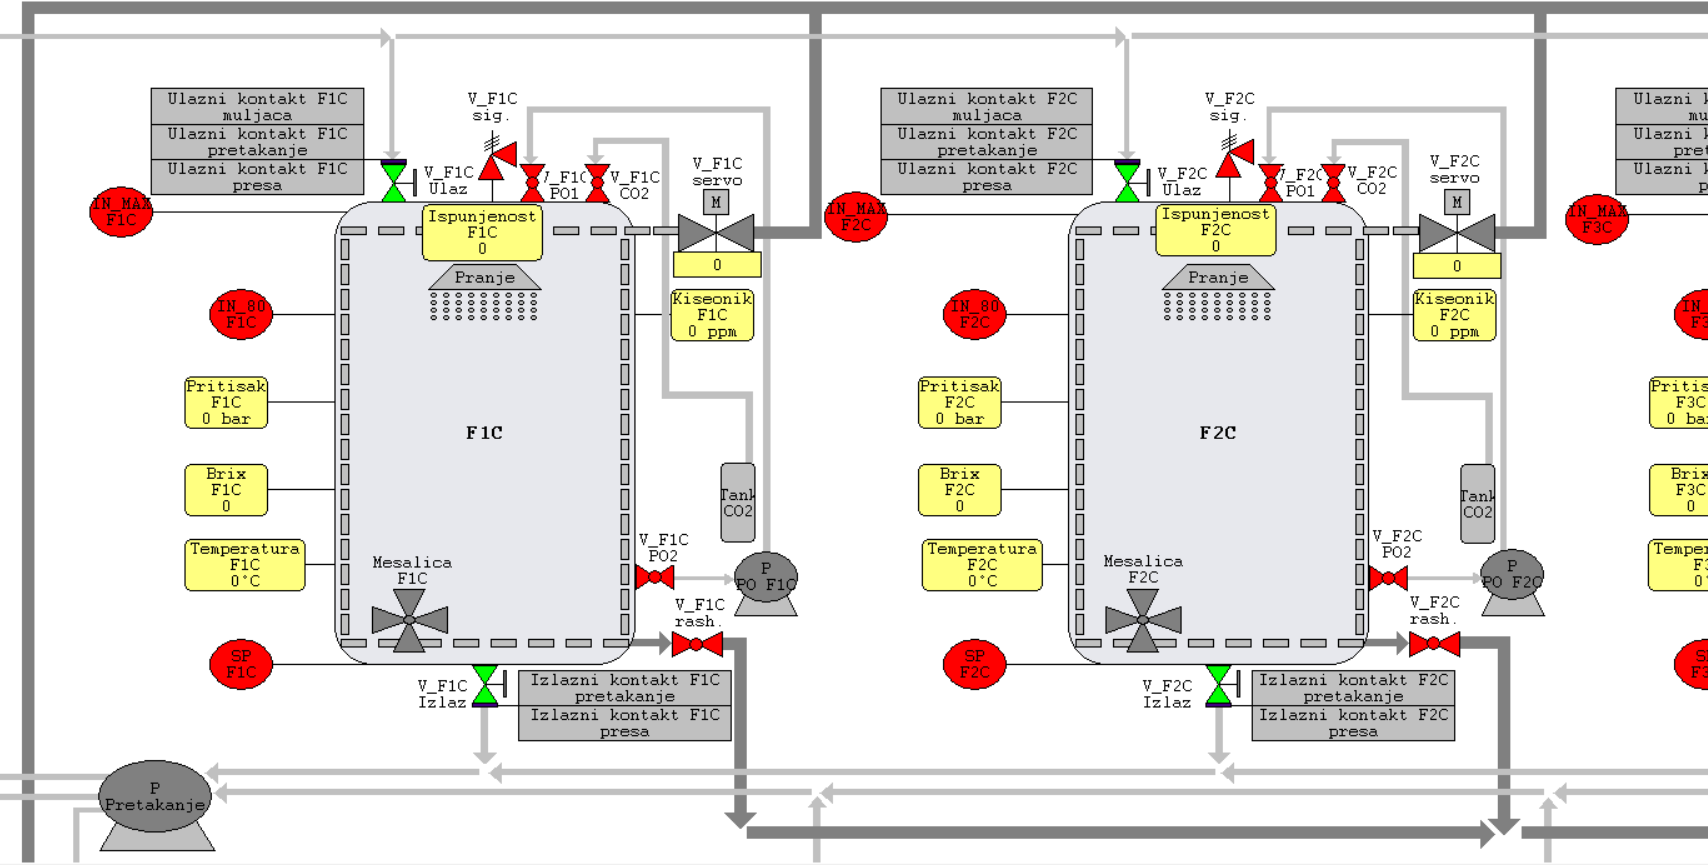 Ulazni kontakt F1C
muljaca
Ulazni kontakt F1C
pretakanje
Ulazni kontakt F1C
presa
V_F1C
sig.
V_F1C
Ulaz
V_F1C
PO1
V_F1C
CO2
V_F1C
servo
M
0
IN_MAX
F1C
Ispunjenost
F1C
0
Pranje
Kiseonik
F1C
0 ppm
IN_80
F1C
Pritisak
F1C
0 bar
F1C
Brix
F1C
0
Tank
CO2
Temperatura
F1C
0°C
Mesalica
F1C
V_F1C
PO2
P
PO F1C
V_F1C
rash.
SP
F1C
V_F1C
Izlaz
Izlazni kontakt F1C
pretakanje
Izlazni kontakt F1C
presa
P
Pretakanje
Ulazni kontakt F2C
muljaca
Ulazni kontakt F2C
pretakanje
Ulazni kontakt F2C
presa
V_F2C
sig.
V_F2C
Ulaz
V_F2C
PO1
V_F2C
CO2
V_F2C
servo
M
0
IN_MAX
F2C
Ispunjenost
F2C
0
Pranje
Kiseonik
F2C
0 ppm
IN_80
F2C
Pritisak
F2C
0 bar
F2C
Brix
F2C
0
Tank
CO2
Temperatura
F2C
0°C
Mesalica
F2C
V_F2C
PO2
P
PO F2C
V_F2C
rash.
SP
F2C
V_F2C
Izlaz
Izlazni kontakt F2C
pretakanje
Izlazni kontakt F2C
presa
Ulazni
Ulazni
Ulazni
IN_MAX
F3C
F3C
Brix
F3C
0